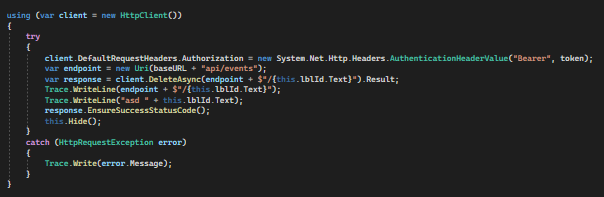 using (var client = new HttpClient())
{
try
{
client.DefaultRequestHeaders.Authorization = new System.Net.Http.Headers.AuthenticationHeaderValue("Bearer", token);
var endpoint = new Uri(baseURL + "api/events");
var response = client.DeleteAsync(endpoint + $"/{this.lblId.Text}").Result;
Trace.WriteLine(endpoint + $"/{this.lblId.Text}");
Trace.WriteLine("asd " + this.lblId.Text);
response.EnsureSuccessStatusCode();
this.Hide();
}
catch (HttpRequestException error)
{
Trace.Write(error.Message);
}
}